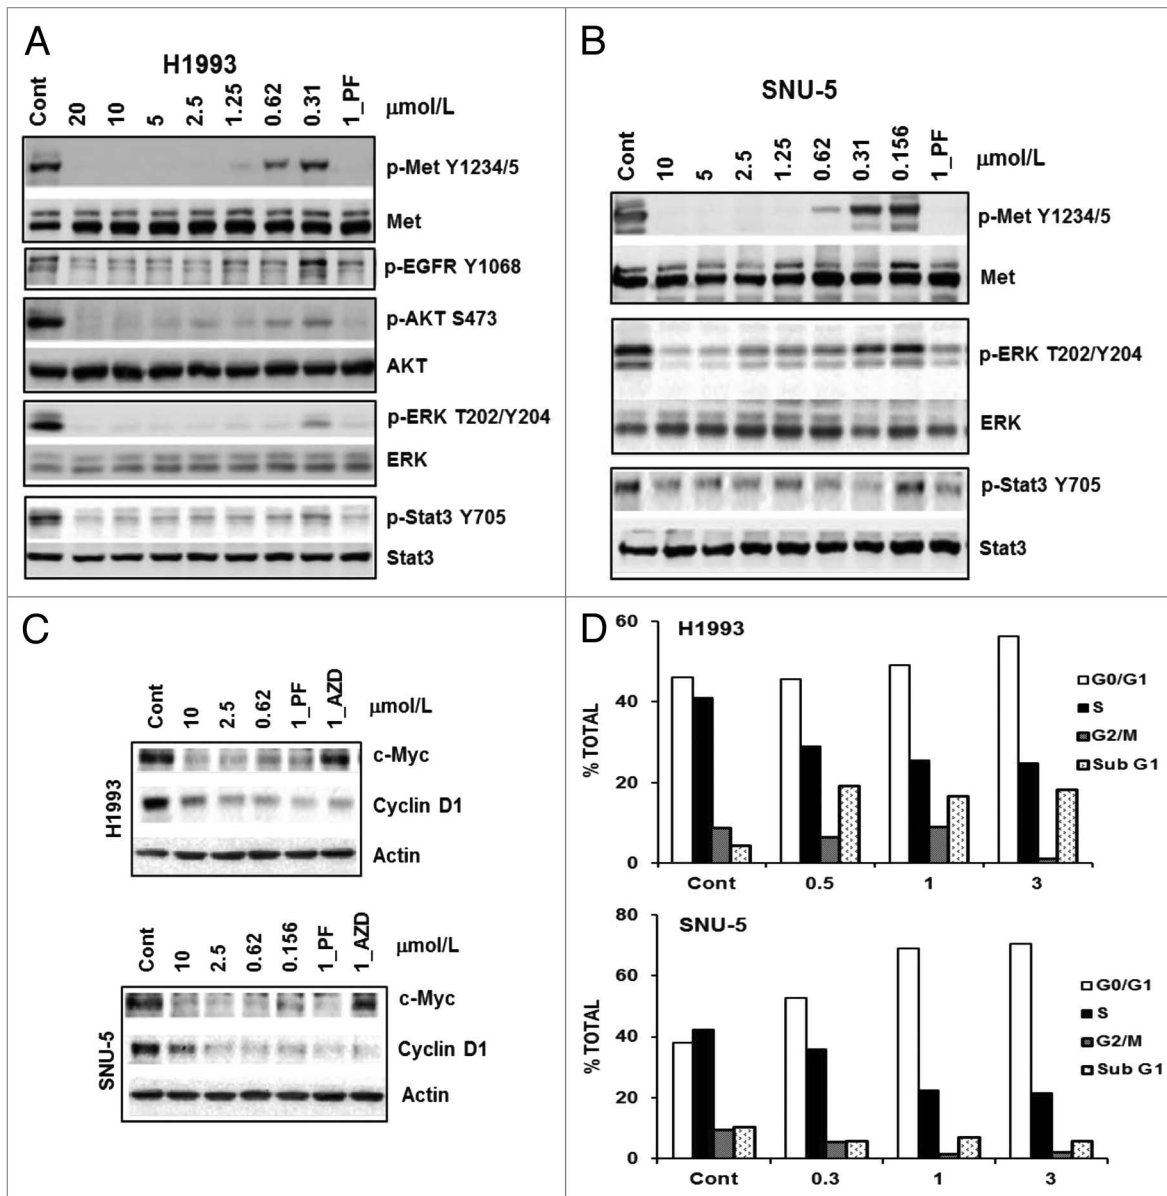 A
H1993
Cont 20 10 5 2.5 1.25 0.62 0.31 1_PF μmol/L
p-Met Y1234/5
Met
p-EGFR Y1068
p-AKT S473
AKT
p-ERK T202/Y204
ERK
p-Stat3 Y705
Stat3
B
SNU-5
Cont 10 5 2.5 1.25 0.62 0.31 0.156 1_PF μmol/L
p-Met Y1234/5
Met
p-ERK T202/Y204
ERK
p-Stat3 Y705
Stat3
C
Cont 10 2.5 0.62 1_PF 1_AZD μmol/L
H1993
c-Myc
Cyclin D1
Actin
Cont 10 2.5 0.62 0.156 1_PF 1_AZD μmol/L
SNU-5
c-Myc
Cyclin D1
Actin
D
H1993
% TOTAL
60
40
20
0
Cont 0.5 1 3
G0/G1
S
G2/M
Sub G1
SNU-5
% TOTAL
80
60
40
20
0
Cont 0.3 1 3
G0/G1
S
G2/M
Sub G1